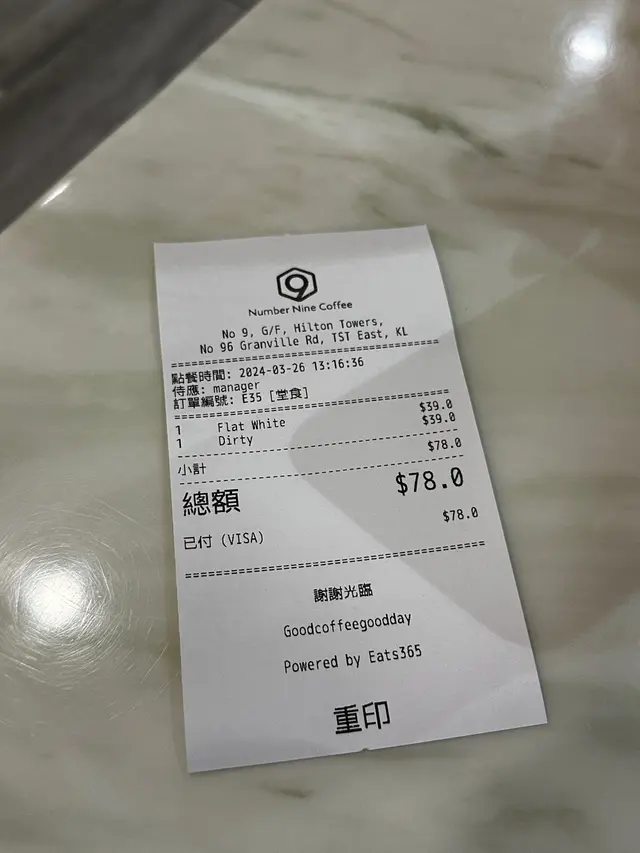 9
Number Nine Coffee
No 9, G/F, Hilton Towers,
No 96 Granville Rd, TST East, KL
點餐時間: 2024-03-26 13:16:36
侍應: manager
訂單編號: E35 [堂食]
1 Flat White $39.0
1 Dirty $39.0
小計 $78.0
總額 $78.0
已付 (VISA) $78.0
謝謝光臨
Goodcoffeegoodday
Powered by Eats365
重印